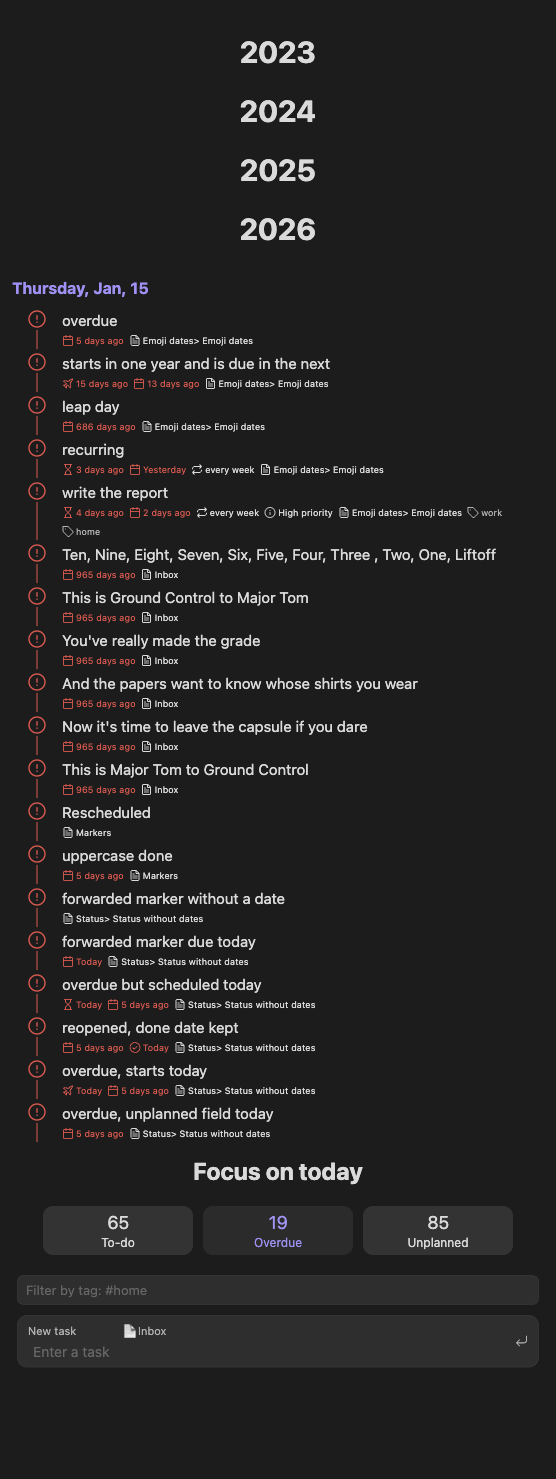 2023
2024
2025
2026
Thursday, Jan, 15
overdue
5 days ago Emoji dates> Emoji dates
starts in one year and is due in the next
15 days ago 13 days ago Emoji dates> Emoji dates
leap day
686 days ago Emoji dates> Emoji dates
recurring
3 days ago Yesterday every week Emoji dates> Emoji dates
write the report
4 days ago 2 days ago every week High priority Emoji dates> Emoji dates work
home
Ten, Nine, Eight, Seven, Six, Five, Four, Three , Two, One, Liftoff
965 days ago Inbox
This is Ground Control to Major Tom
965 days ago Inbox
You've really made the grade
965 days ago Inbox
And the papers want to know whose shirts you wear
965 days ago Inbox
Now it's time to leave the capsule if you dare
965 days ago Inbox
This is Major Tom to Ground Control
965 days ago Inbox
Rescheduled
Markers
uppercase done
5 days ago Markers
forwarded marker without a date
Status> Status without dates
forwarded marker due today
Today Status> Status without dates
overdue but scheduled today
Today 5 days ago Status> Status without dates
reopened, done date kept
5 days ago Today Status> Status without dates
overdue, starts today
Today 5 days ago Status> Status without dates
overdue, unplanned field today
5 days ago Status> Status without dates
Focus on today
65 19 85
To-do Overdue Unplanned
Filter by tag: #home
New task Inbox
Enter a task